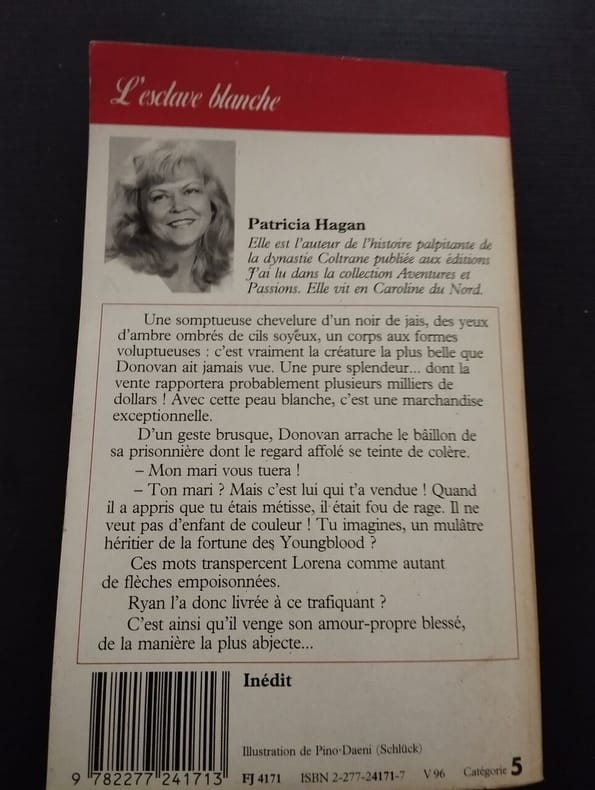 L'esclave blanche
Patricia Hagan
Elle est l'auteur de l'histoire palpitante de
la dynastie Coltrane publiée aux éditions
J'ai lu dans la collection Aventures et
Passions. Elle vit en Caroline du Nord.
Une somptueuse chevelure d'un noir de jais, des yeux
d'ambre ombrés de cils soyeux, un corps aux formes
voluptueuses : c'est vraiment la créature la plus belle que
Donovan ait jamais vue. Une pure splendeur... dont la
vente rapportera probablement plusieurs milliers de
dollars ! Avec cette peau blanche, c'est une marchandise
exceptionnelle.
D'un geste brusque, Donovan arrache le bâillon de
sa prisonnière dont le regard affolé se teinte de colère.
– Mon mari vous tuera !
– Ton mari ? Mais c'est lui qui t'a vendue ! Quand
il a appris que tu étais métisse, il était fou de rage. Il ne
veut pas d'enfant de couleur ! Tu imagines, un mulâtre
héritier de la fortune des Youngblood ?
Ces mots transpercent Lorena comme autant
de flèches empoisonnées.
Ryan l'a donc livrée à ce trafiquant ?
C'est ainsi qu'il venge son amour-propre blessé,
de la manière la plus abjecte...
Inédit
Illustration de Pino-Daeni (Schlück)
9 782277 241713 FJ 4171 ISBN 2-277-24171-7 V 96 Catégorie 5